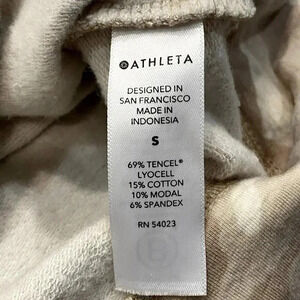 ATHLETA
DESIGNED IN
SAN FRANCISCO
MADE IN
INDONESIA
S
69% TENCEL®
LYOCELL
15% COTTON
10% MODAL
6% SPANDEX
RN 54023